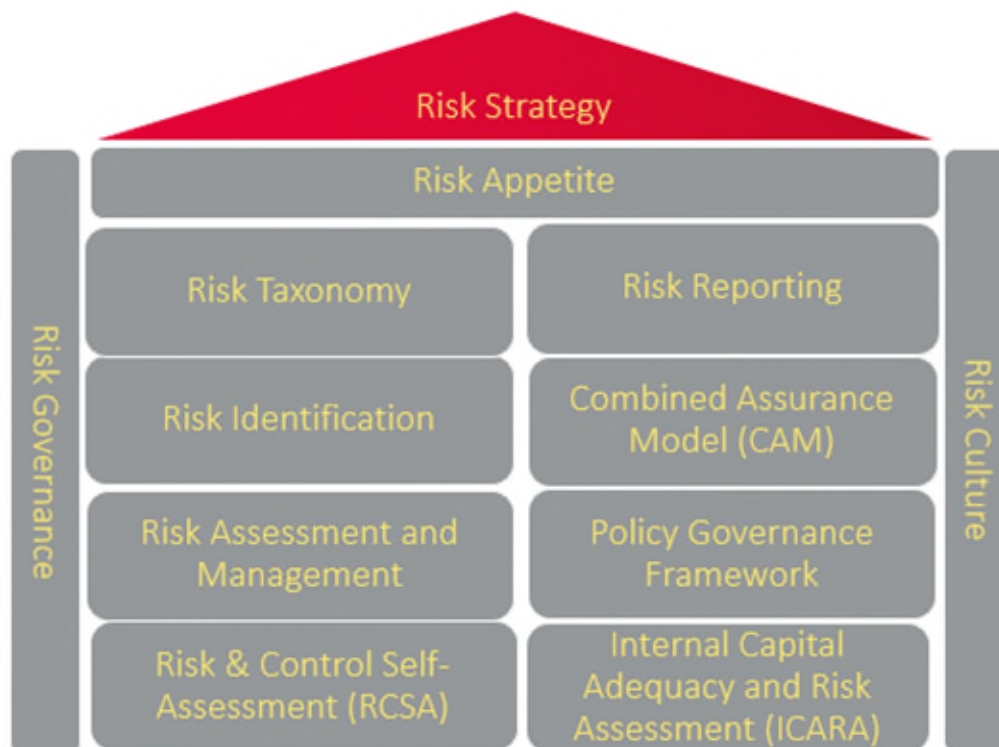 Risk Strategy
Risk Appetite
Risk Governance
Risk Taxonomy
Risk Reporting
Risk Identification
Combined Assurance
Model (CAM)
Risk Assessment and
Management
Policy Governance
Framework
Risk & Control Self-
Assessment (RCSA)
Internal Capital
Adequacy and Risk
Assessment (ICARA)
Risk Culture